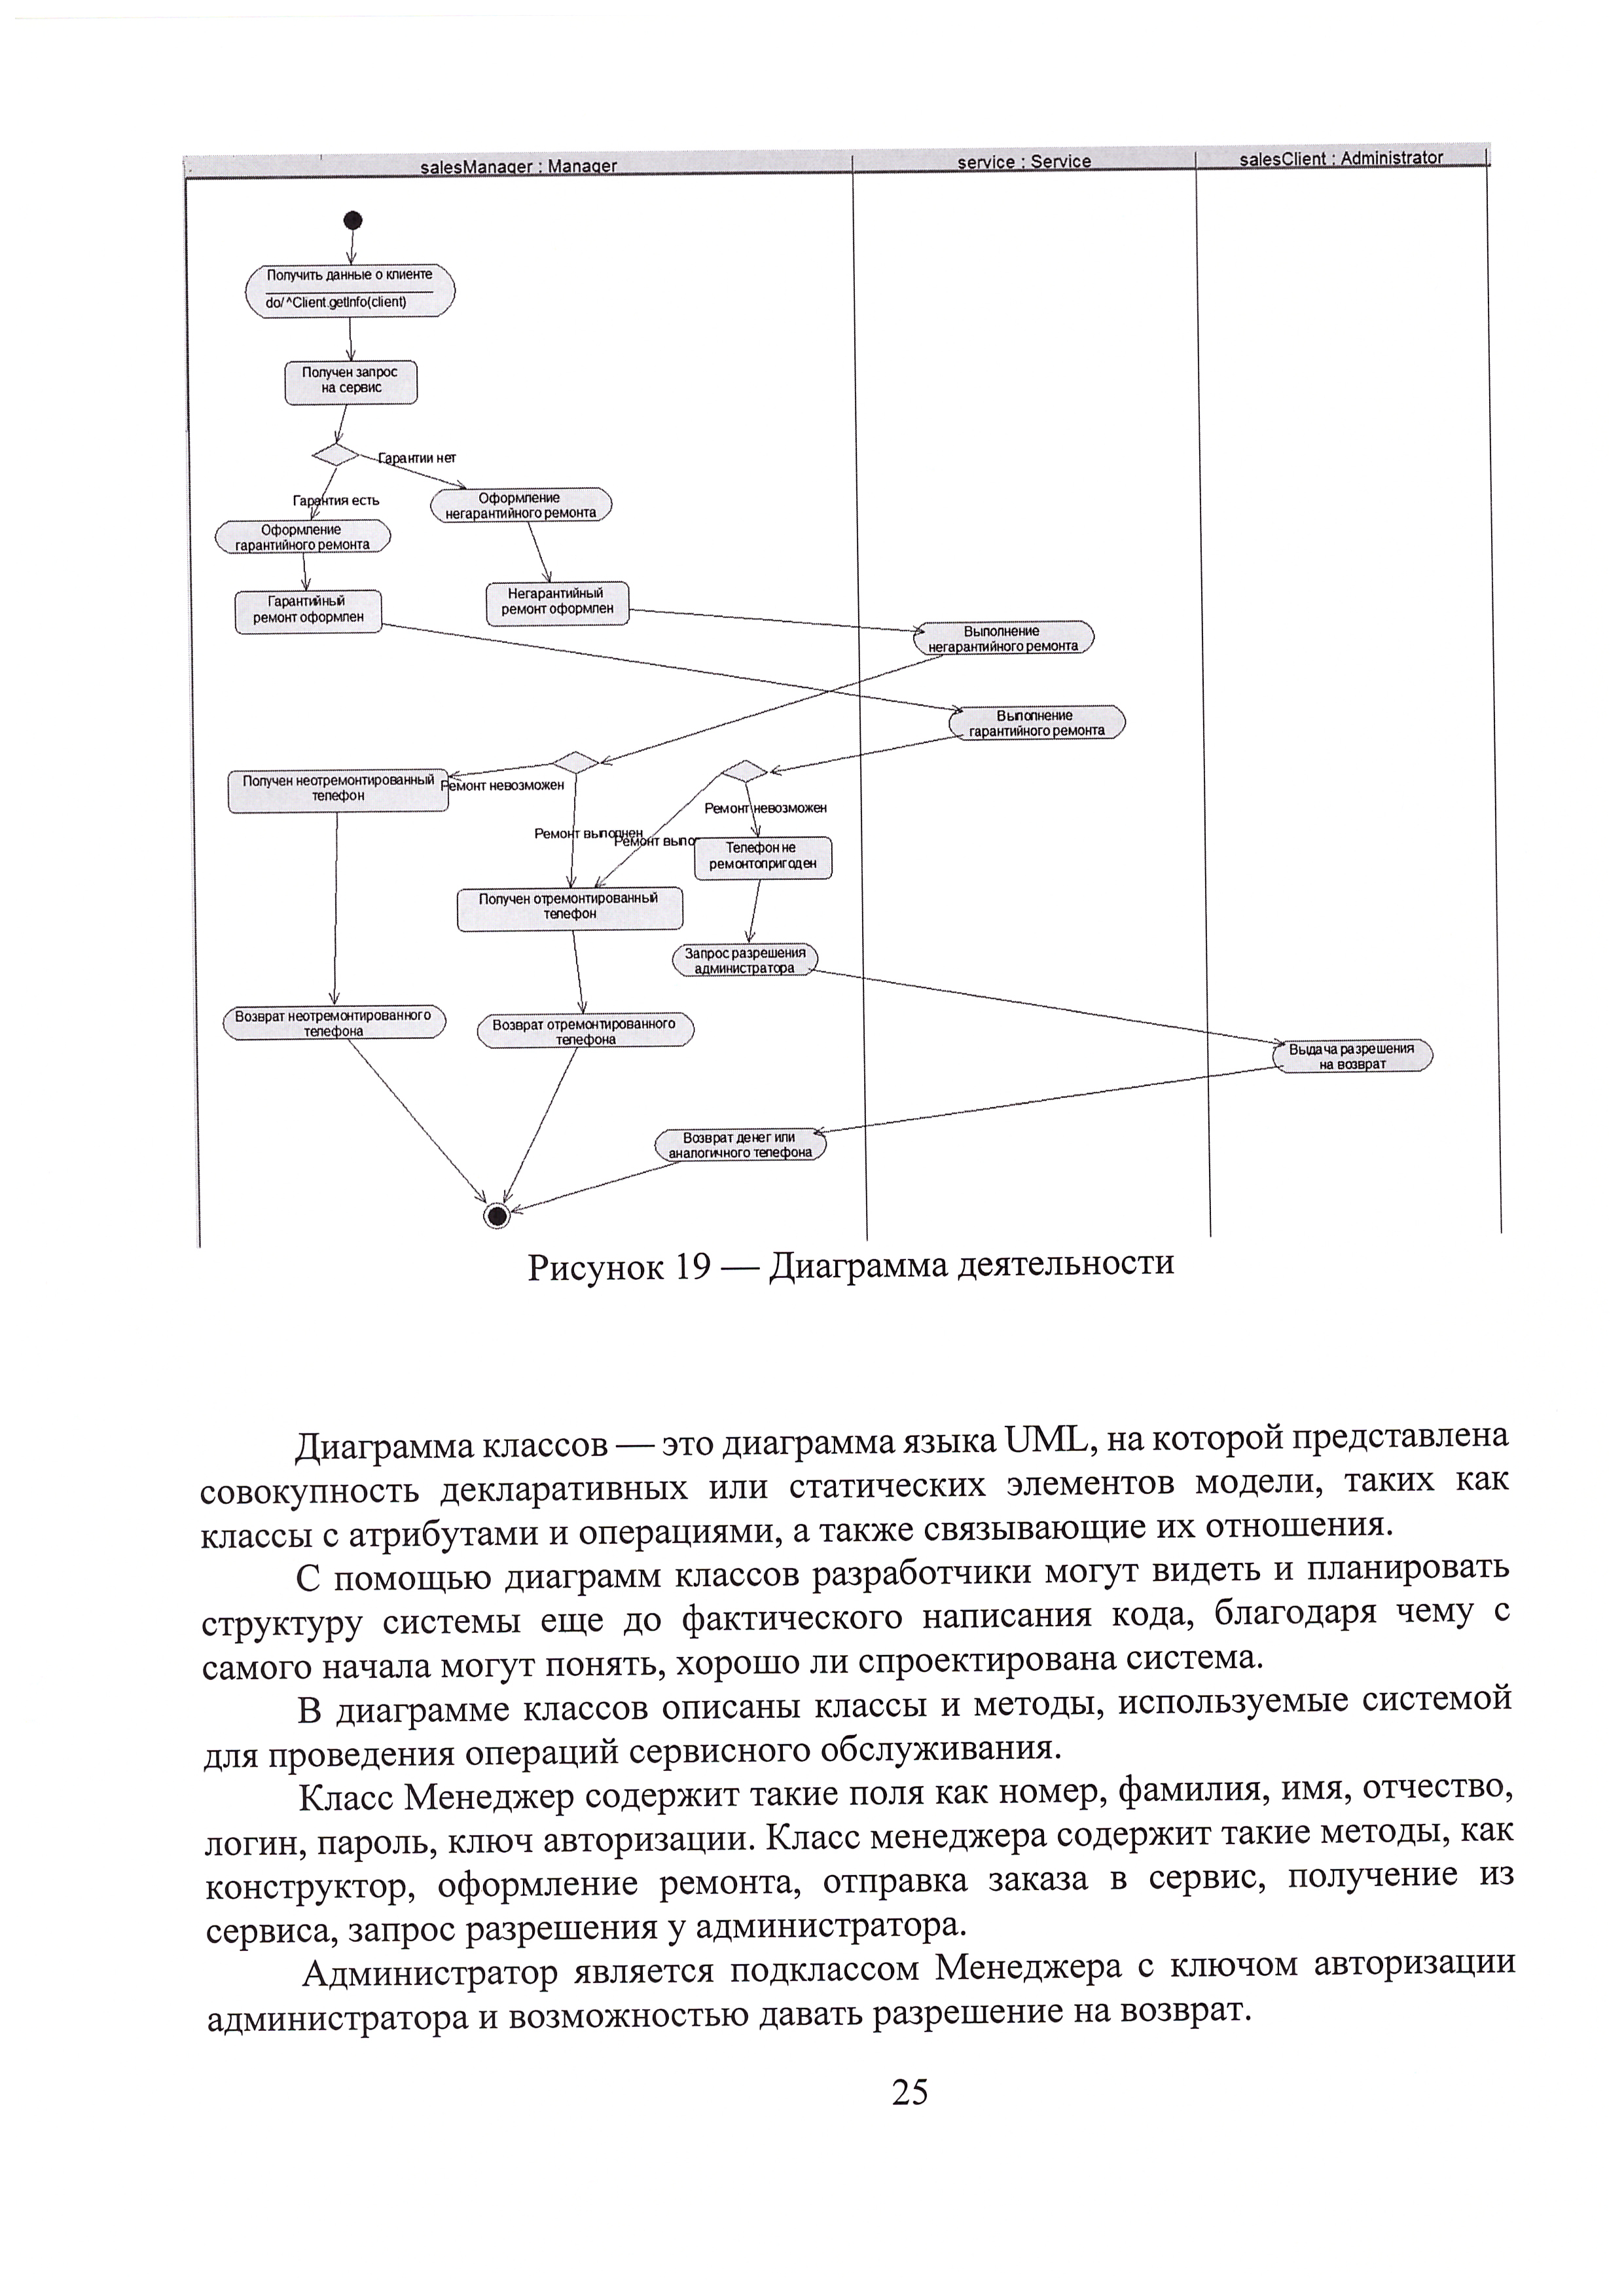 salesManager : Manager
service : Service
salesClient : Administrator
Получить данные о клиенте
do/ ^Client.getInfo(client)
Получен запрос
на сервис
Гарантии нет
Гарантия есть
Оформление
негарантийного ремонта
Оформление
гарантийного ремонта
Негарантийный
ремонт оформлен
Гарантийный
ремонт оформлен
Выполнение
негарантийного ремонта
Выполнение
гарантийного ремонта
Получен неотремонтированный
телефон
Ремонт невозможен
Ремонт невозможен
Ремонт выполнен
Ремонт выпо
Телефон не
ремонтопригоден
Получен отремонтированный
телефон
Запрос разрешения
администратора
Возврат неотремонтированного
телефона
Возврат отремонтированного
телефона
Выдача разрешения
на возврат
Возврат денег или
аналогичного телефона
Рисунок 19 — Диаграмма деятельности
Диаграмма классов — это диаграмма языка UML, на которой представлена
совокупность декларативных или статических элементов модели, таких как
классы с атрибутами и операциями, а также связывающие их отношения.
С помощью диаграмм классов разработчики могут видеть и планировать
структуру системы еще до фактического написания кода, благодаря чему с
самого начала могут понять, хорошо ли спроектирована система.
В диаграмме классов описаны классы и методы, используемые системой
для проведения операций сервисного обслуживания.
Класс Менеджер содержит такие поля как номер, фамилия, имя, отчество,
логин, пароль, ключ авторизации. Класс менеджера содержит такие методы, как
конструктор, оформление ремонта, отправка заказа в сервис, получение из
сервиса, запрос разрешения у администратора.
Администратор является подклассом Менеджера с ключом авторизации
администратора и возможностью давать разрешение на возврат.
25